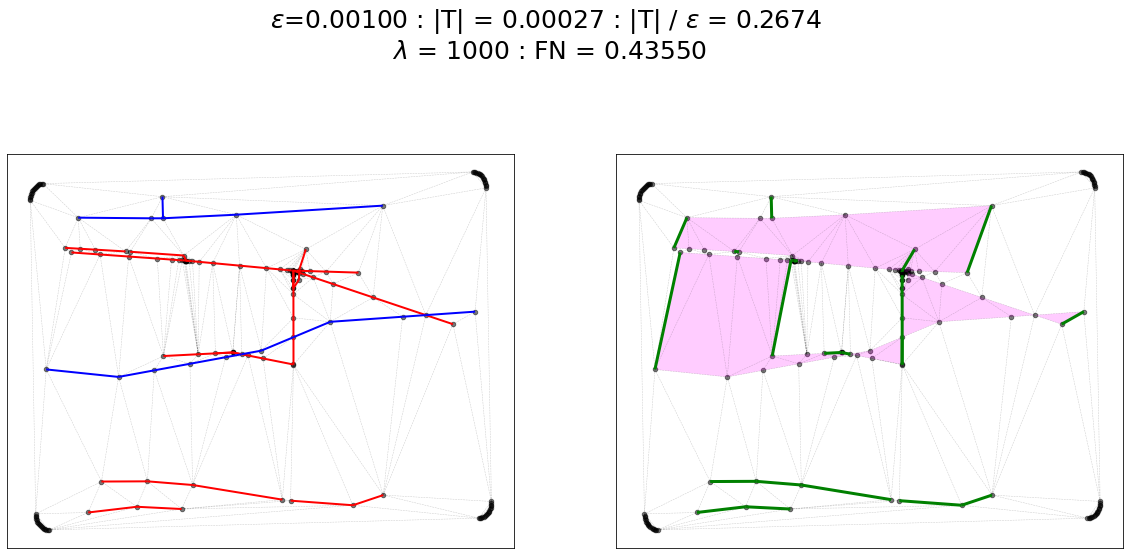 ε=0.00100 : |T| = 0.00027 : |T| / ε = 0.2674
λ = 1000 : FN = 0.43550